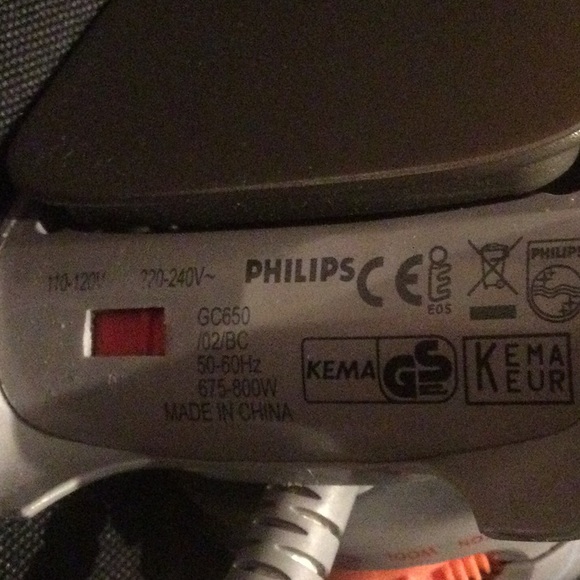 110-120V 220-240V~ PHILIPS CE
EOS
PHILIPS
GC650
/02/BC
50-60Hz
675-800W
MADE IN CHINA
KEMA GS
KEMA
EUR